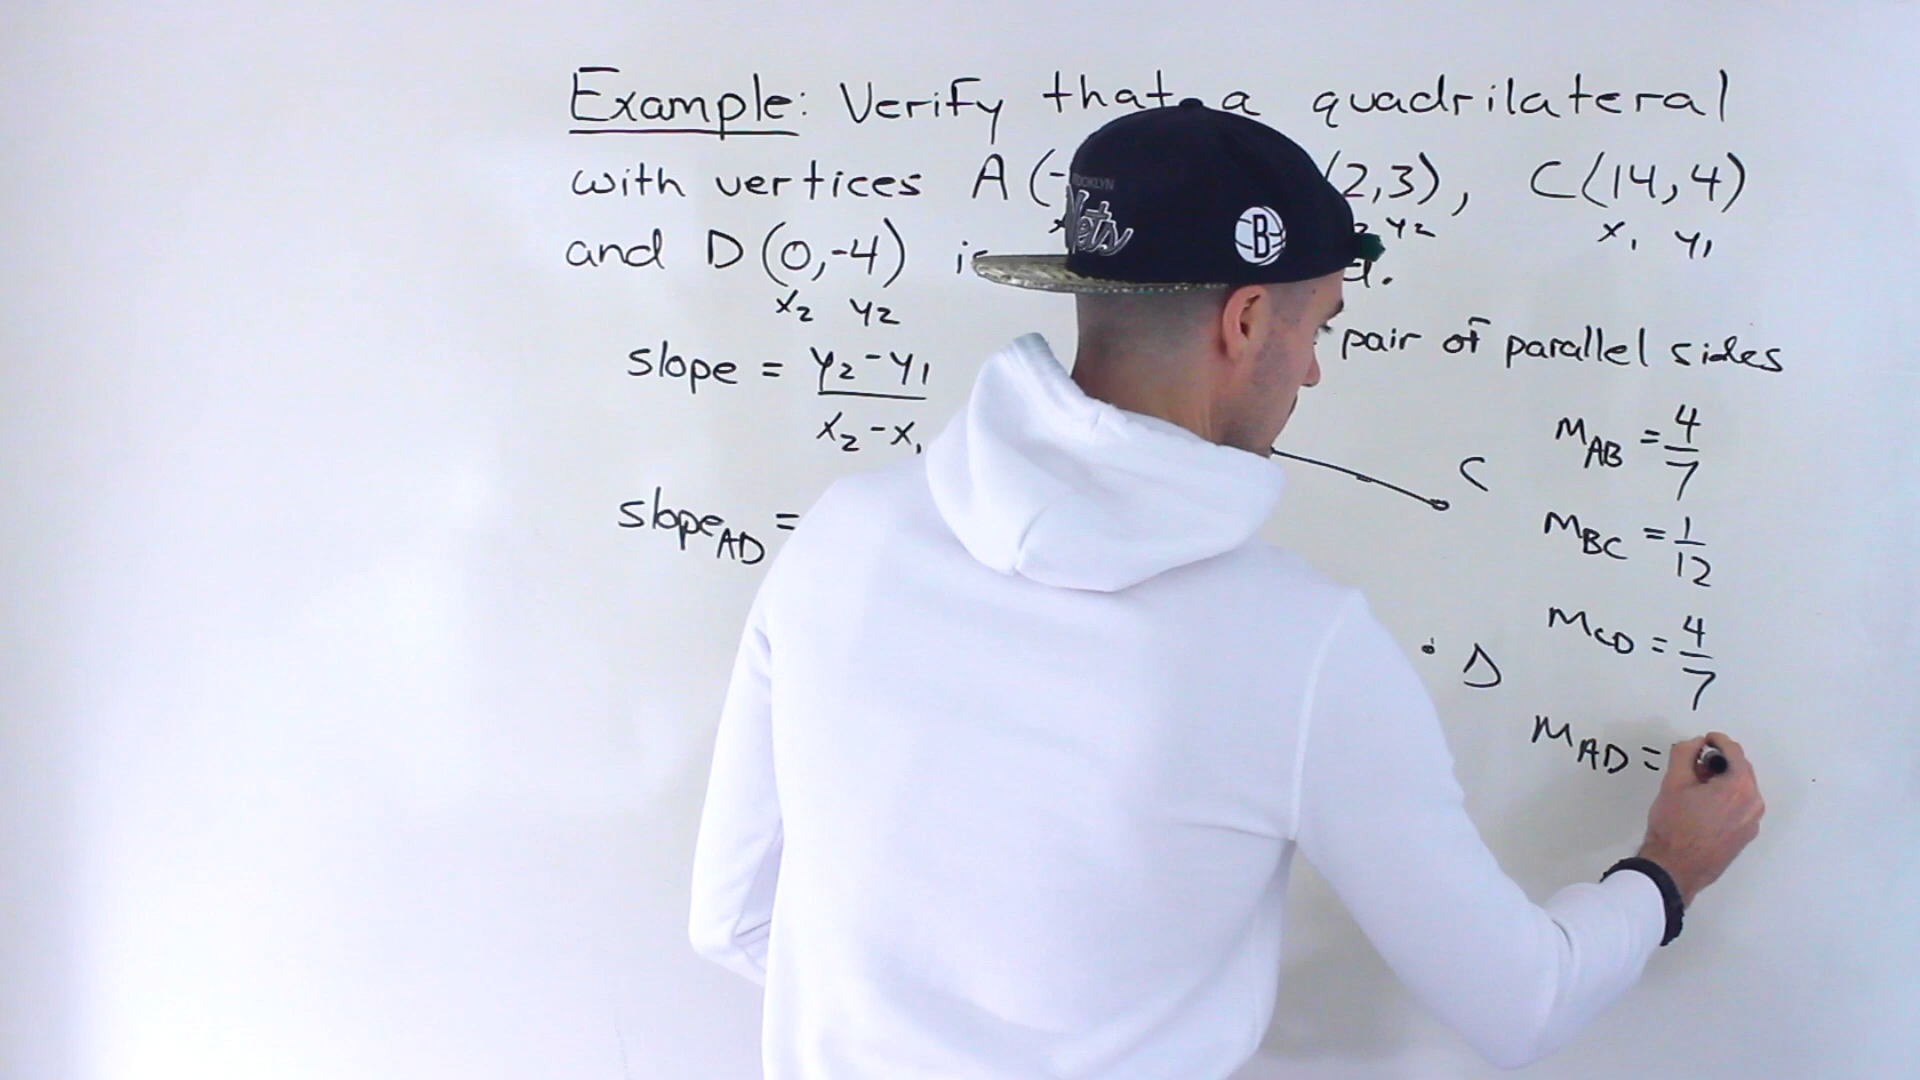 Example: Verify that a quadrilateral
with vertices A(- (2,3), C(14,4)
x y2 x1 y1
and D(0,-4) is d.
x2 y2
pair of parallel sides
slope = y2-y1
x2-x1
slopeAD =
C
D
mAB = 4/7
mBC = 1/12
mCD = 4/7
mAD =
BROOKLYN
Nets
B